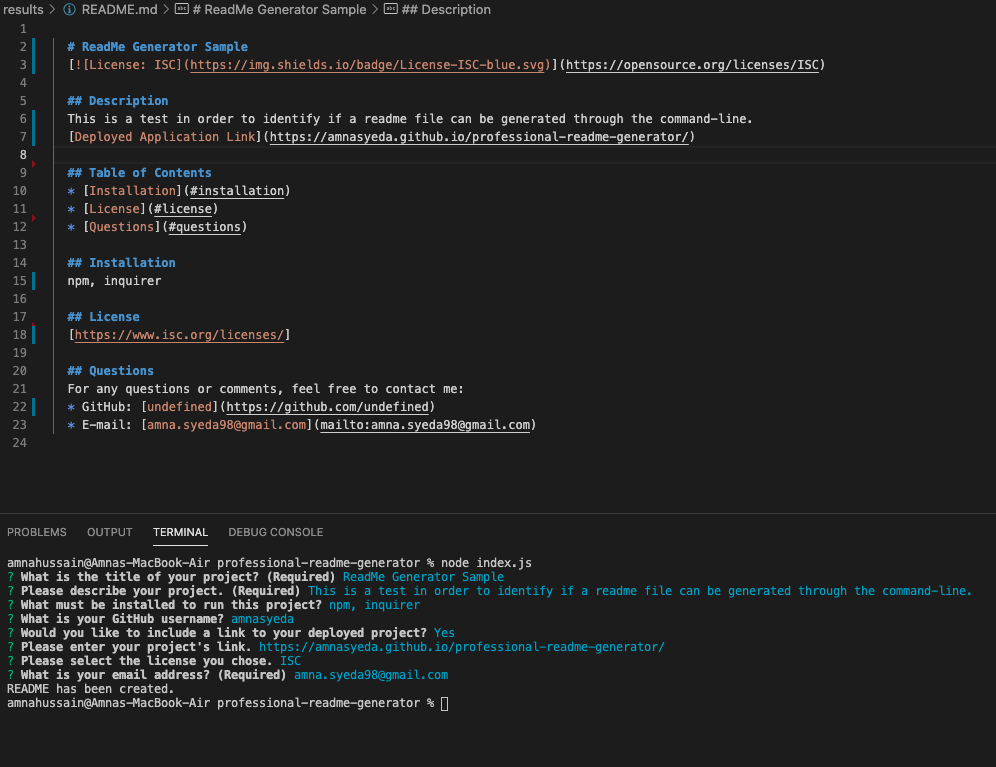 results > README.md > # ReadMe Generator Sample > ## Description
1
2 # ReadMe Generator Sample
3 [![License: ISC](https://img.shields.io/badge/License-ISC-blue.svg)](https://opensource.org/licenses/ISC)
4
5 ## Description
6 This is a test in order to identify if a readme file can be generated through the command-line.
7 [Deployed Application Link](https://amnasyeda.github.io/professional-readme-generator/)
8
9 ## Table of Contents
10 * [Installation](#installation)
11 * [License](#license)
12 * [Questions](#questions)
13
14 ## Installation
15 npm, inquirer
16
17 ## License
18 [https://www.isc.org/licenses/]
19
20 ## Questions
21 For any questions or comments, feel free to contact me:
22 * GitHub: [undefined](https://github.com/undefined)
23 * E-mail: [amna.syeda98@gmail.com](mailto:amna.syeda98@gmail.com)
24
PROBLEMS OUTPUT TERMINAL DEBUG CONSOLE
amnahussain@Amnas-MacBook-Air professional-readme-generator % node index.js
? What is the title of your project? (Required) ReadMe Generator Sample
? Please describe your project. (Required) This is a test in order to identify if a readme file can be generated through the command-line.
? What must be installed to run this project? npm, inquirer
? What is your GitHub username? amnasyeda
? Would you like to include a link to your deployed project? Yes
? Please enter your project's link. https://amnasyeda.github.io/professional-readme-generator/
? Please select the license you chose. ISC
? What is your email address? (Required) amna.syeda98@gmail.com
README has been created.
amnahussain@Amnas-MacBook-Air professional-readme-generator %